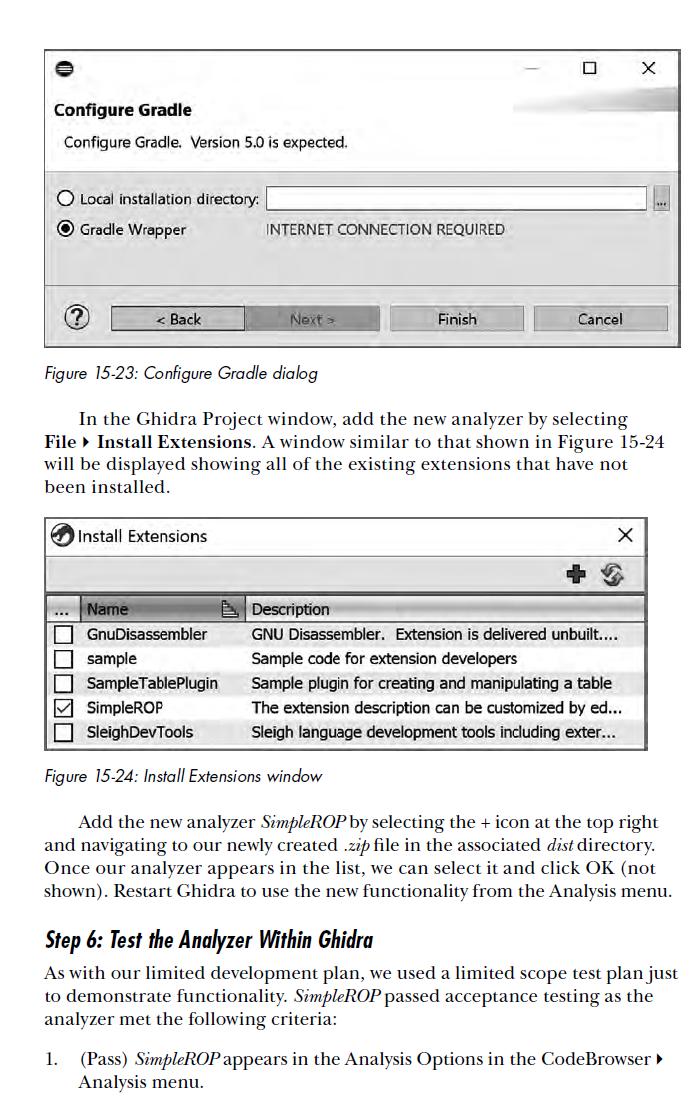 Configure Gradle
Configure Gradle. Version 5.0 is expected.
Local installation directory:
...
Gradle Wrapper INTERNET CONNECTION REQUIRED
? < Back Next > Finish Cancel
Figure 15-23: Configure Gradle dialog
In the Ghidra Project window, add the new analyzer by selecting
File ▸ Install Extensions. A window similar to that shown in Figure 15-24
will be displayed showing all of the existing extensions that have not
been installed.
Install Extensions
... Name Description
GnuDisassembler GNU Disassembler. Extension is delivered unbuilt....
sample Sample code for extension developers
SampleTablePlugin Sample plugin for creating and manipulating a table
SimpleROP The extension description can be customized by ed...
SleighDevTools Sleigh language development tools including exter...
Figure 15-24: Install Extensions window
Add the new analyzer SimpleROP by selecting the + icon at the top right
and navigating to our newly created .zip file in the associated dist directory.
Once our analyzer appears in the list, we can select it and click OK (not
shown). Restart Ghidra to use the new functionality from the Analysis menu.
Step 6: Test the Analyzer Within Ghidra
As with our limited development plan, we used a limited scope test plan just
to demonstrate functionality. SimpleROP passed acceptance testing as the
analyzer met the following criteria:
1. (Pass) SimpleROP appears in the Analysis Options in the CodeBrowser ▸
Analysis menu.